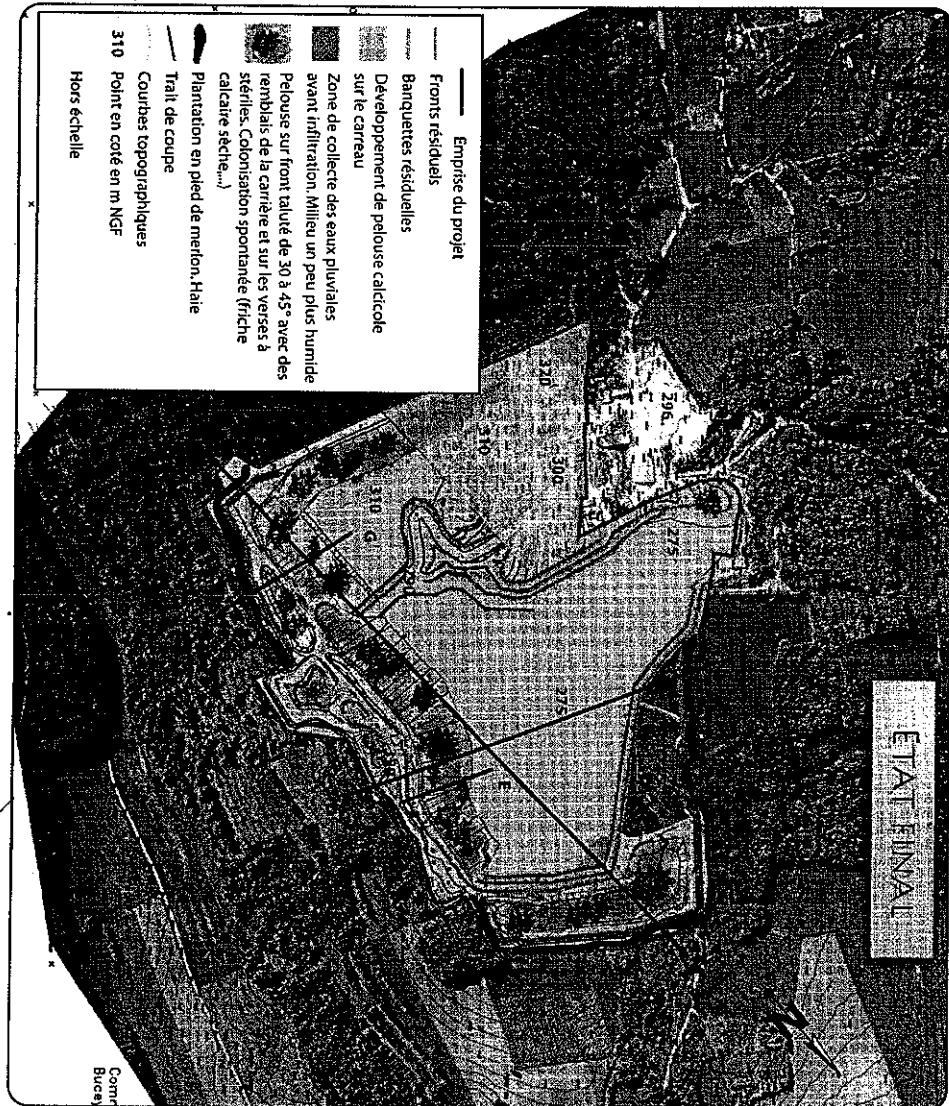 ETAT FINAL
Emprise du projet
Fronts résiduels
Banquettes résiduelles
Développement de pelouse calcicole
sur le carreau
Zone de collecte des eaux pluviales
avant infiltration. Milieu un peu plus humide
Pelouse sur front taluté de 30 à 45° avec des
remblais de la carrière et sur les verses à
stériles. Colonisation spontanée (friche
calcaire sèche,...)
Plantation en pied de merlon. Haie
Trait de coupe
Courbes topographiques
310 Point en coté en m NGF
Hors échelle
296
320
300
310
310
275
275
G
E
N
Comr
Bucey